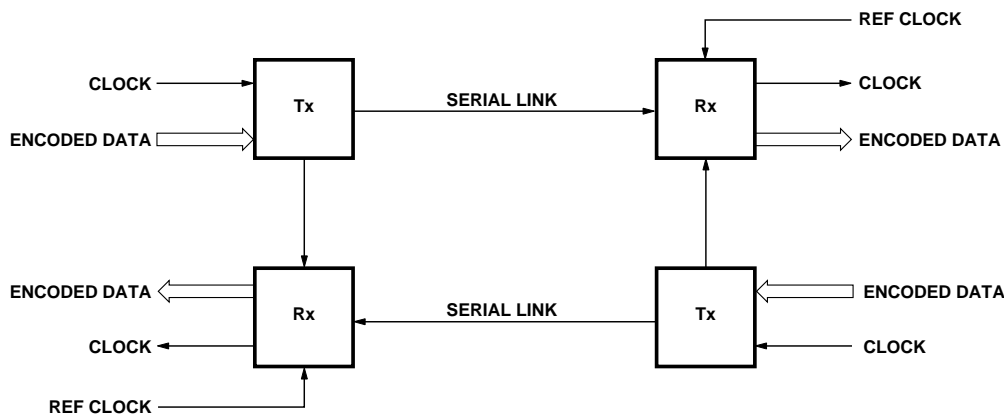 REF CLOCK
CLOCK
Tx
SERIAL LINK
Rx
CLOCK
ENCODED DATA
ENCODED DATA
ENCODED DATA
Rx
SERIAL LINK
Tx
ENCODED DATA
CLOCK
CLOCK
REF CLOCK